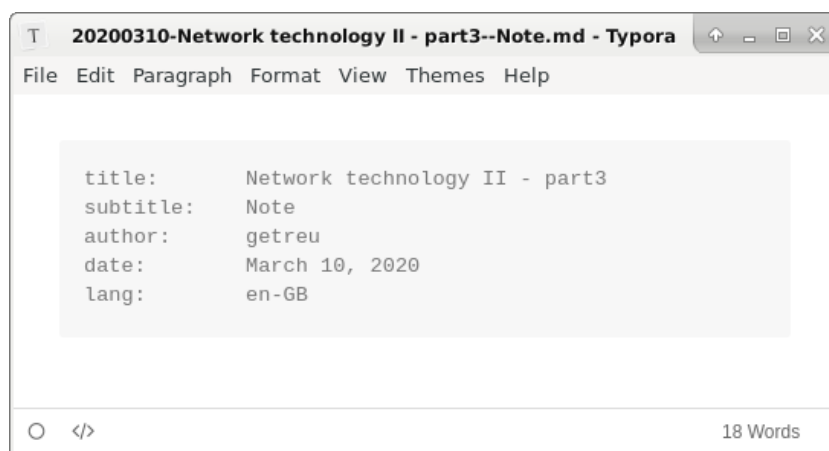 T 20200310-Network technology II - part3--Note.md - Typora
File Edit Paragraph Format View Themes Help
title: Network technology II - part3
subtitle: Note
author: getreu
date: March 10, 2020
lang: en-GB
</> 18 Words